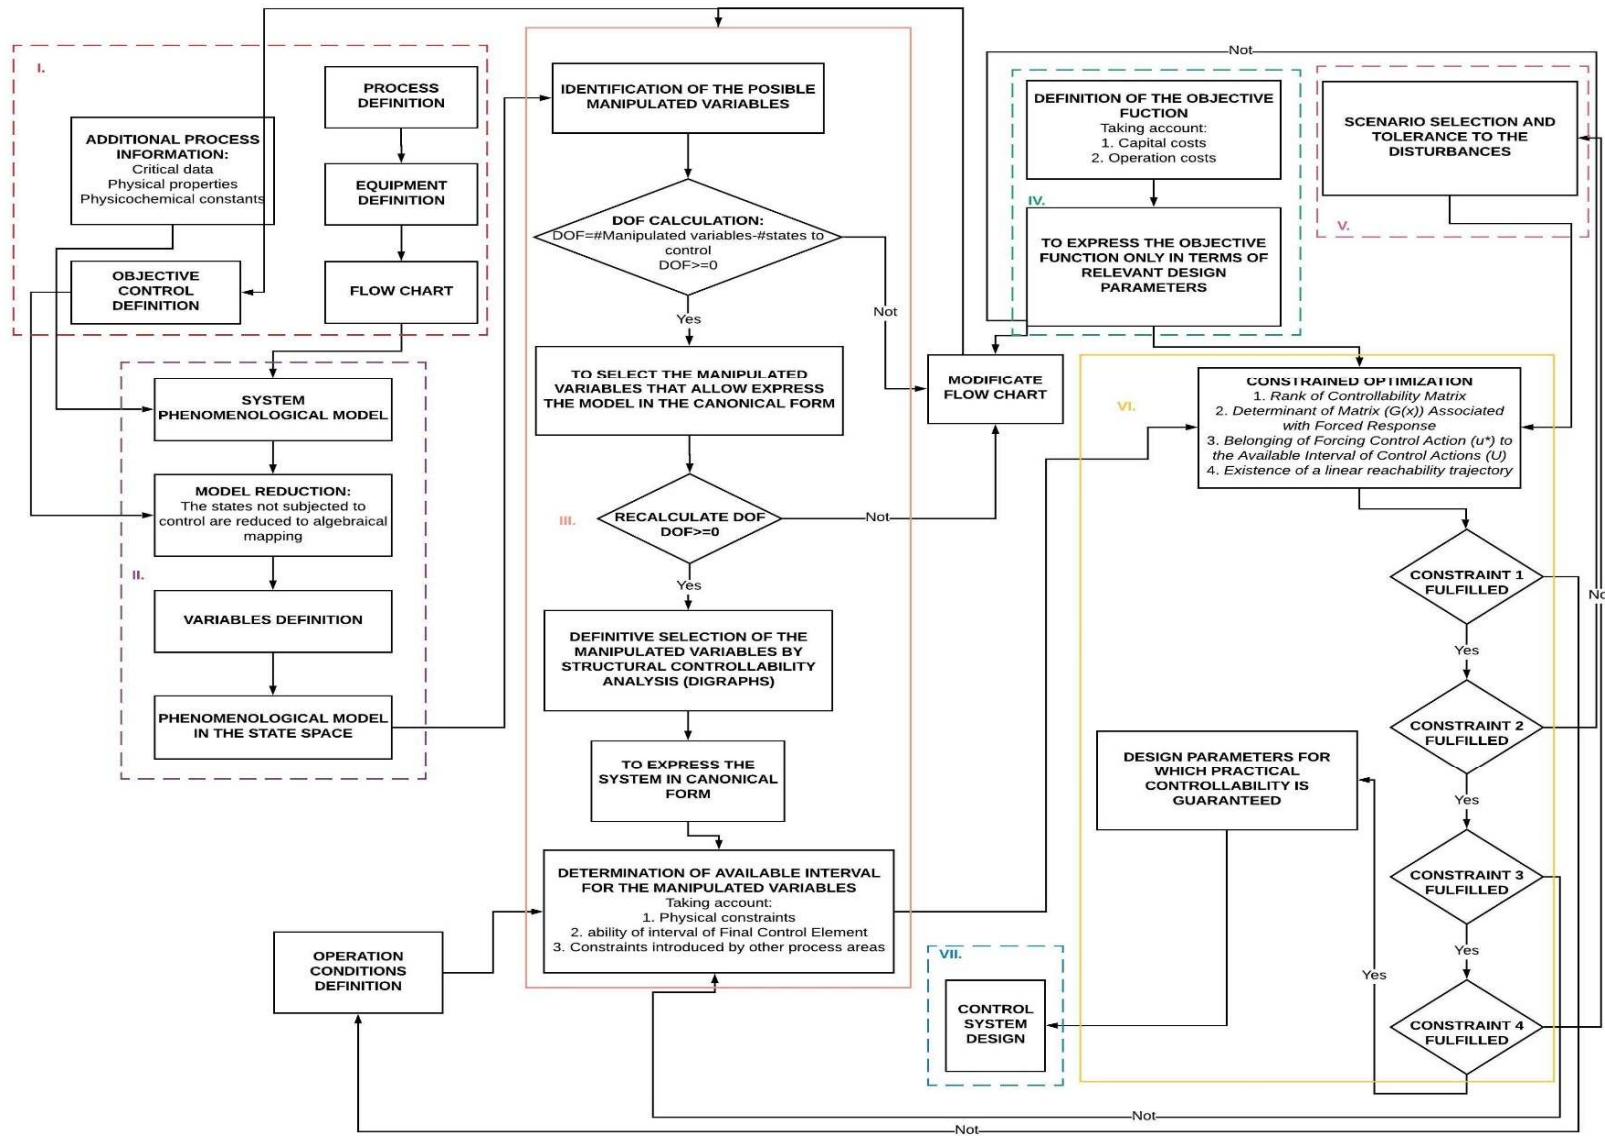 I.
PROCESS
DEFINITION
ADDITIONAL PROCESS
INFORMATION:
Critical data
Physical properties
Physicochemical constants
EQUIPMENT
DEFINITION
OBJECTIVE
CONTROL
DEFINITION
FLOW CHART
II.
SYSTEM
PHENOMENOLOGICAL MODEL
MODEL REDUCTION:
The states not subjected to
control are reduced to algebraical
mapping
VARIABLES DEFINITION
PHENOMENOLOGICAL MODEL
IN THE STATE SPACE
III.
IDENTIFICATION OF THE POSIBLE
MANIPULATED VARIABLES
DOF CALCULATION:
DOF=#Manipulated variables-#states to
control
DOF>=0
Not
Yes
TO SELECT THE MANIPULATED
VARIABLES THAT ALLOW EXPRESS
THE MODEL IN THE CANONICAL FORM
MODIFICATE
FLOW CHART
RECALCULATE DOF
DOF>=0
Not
Yes
DEFINITIVE SELECTION OF THE
MANIPULATED VARIABLES BY
STRUCTURAL CONTROLLABILITY
ANALYSIS (DIGRAPHS)
TO EXPRESS THE
SYSTEM IN CANONICAL
FORM
DETERMINATION OF AVAILABLE INTERVAL
FOR THE MANIPULATED VARIABLES
Taking account:
1. Physical constraints
2. ability of interval of Final Control Element
3. Constraints introduced by other process areas
OPERATION
CONDITIONS
DEFINITION
Not
IV.
DEFINITION OF THE OBJECTIVE
FUCTION
Taking account:
1. Capital costs
2. Operation costs
TO EXPRESS THE OBJECTIVE
FUNCTION ONLY IN TERMS OF
RELEVANT DESIGN
PARAMETERS
V.
SCENARIO SELECTION AND
TOLERANCE TO THE
DISTURBANCES
VI.
CONSTRAINED OPTIMIZATION
1. Rank of Controllability Matrix
2. Determinant of Matrix (G(x)) Associated
with Forced Response
3. Belonging of Forcing Control Action (u*) to
the Available Interval of Control Actions (U)
4. Existence of a linear reachability trajectory
CONSTRAINT 1
FULFILLED
Yes
CONSTRAINT 2
FULFILLED
Yes
CONSTRAINT 3
FULFILLED
Yes
CONSTRAINT 4
FULFILLED
Yes
DESIGN PARAMETERS FOR
WHICH PRACTICAL
CONTROLLABILITY IS
GUARANTEED
VII.
CONTROL
SYSTEM
DESIGN
Not
Not